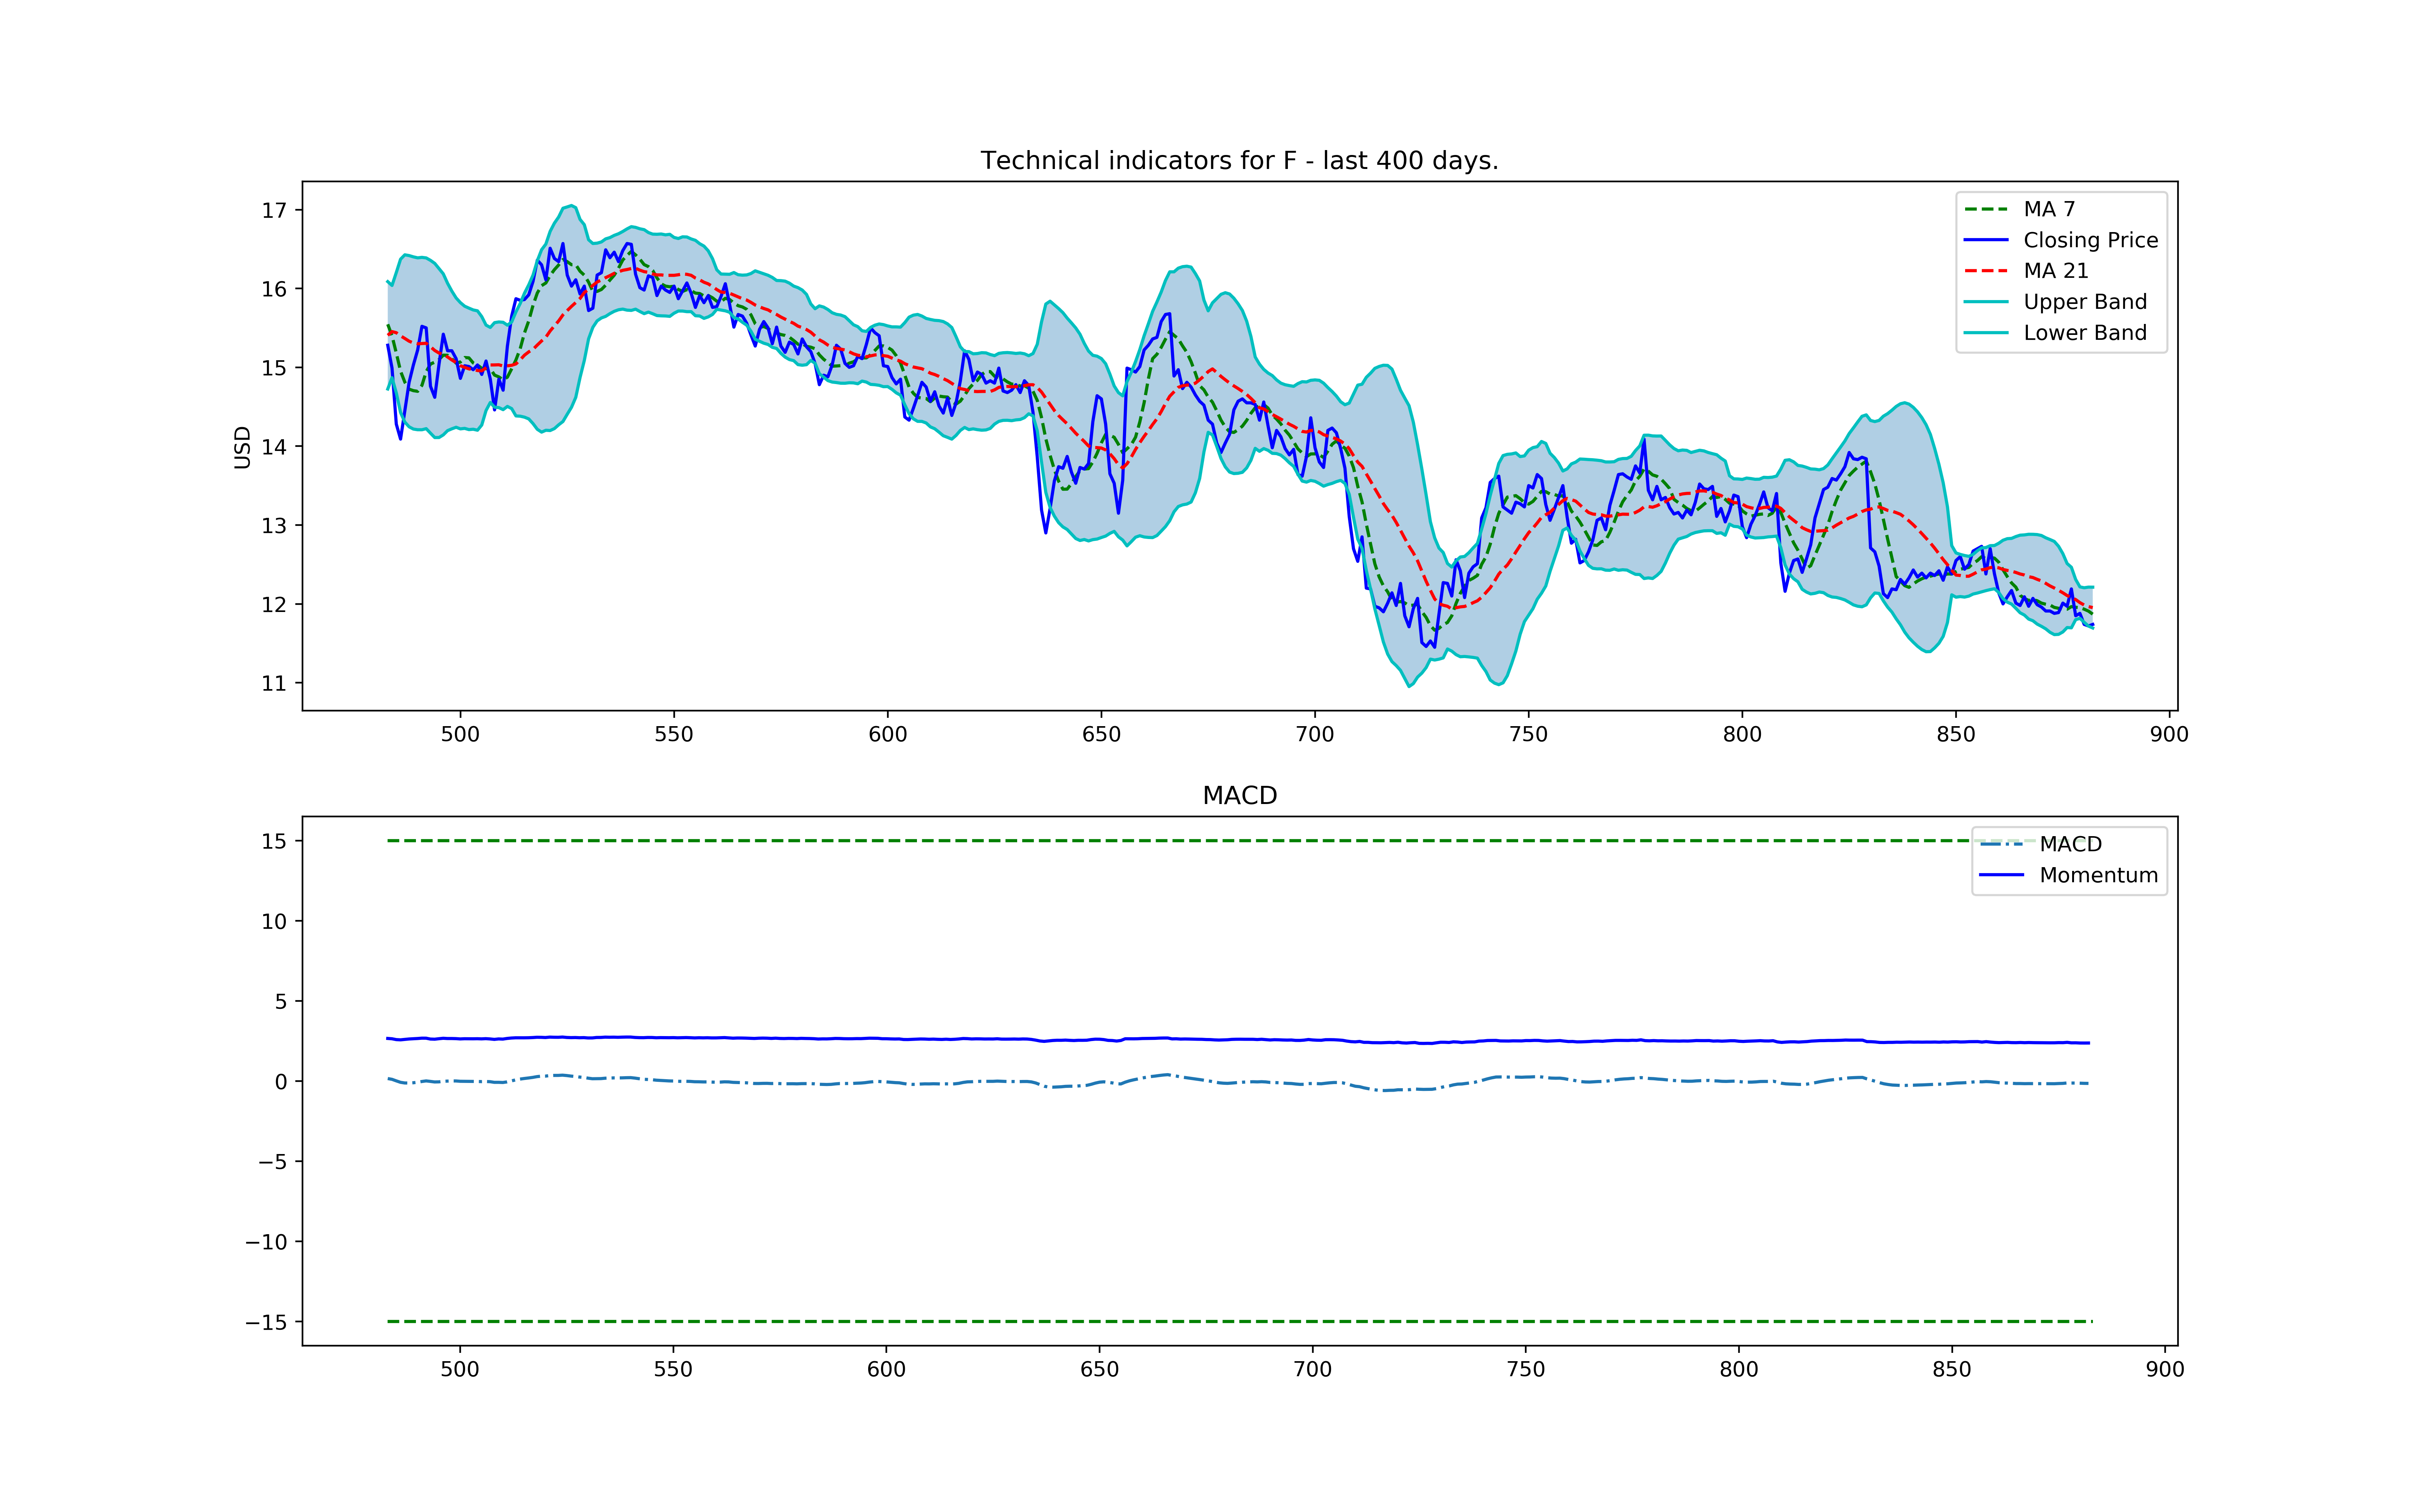 Technical indicators for F - last 400 days.
17
16
15
14
13
12
11
USD
MA 7
Closing Price
MA 21
Upper Band
Lower Band
500 550 600 650 700 750 800 850 900
MACD
15
10
5
0
−5
−10
−15
MACD
Momentum
500 550 600 650 700 750 800 850 900